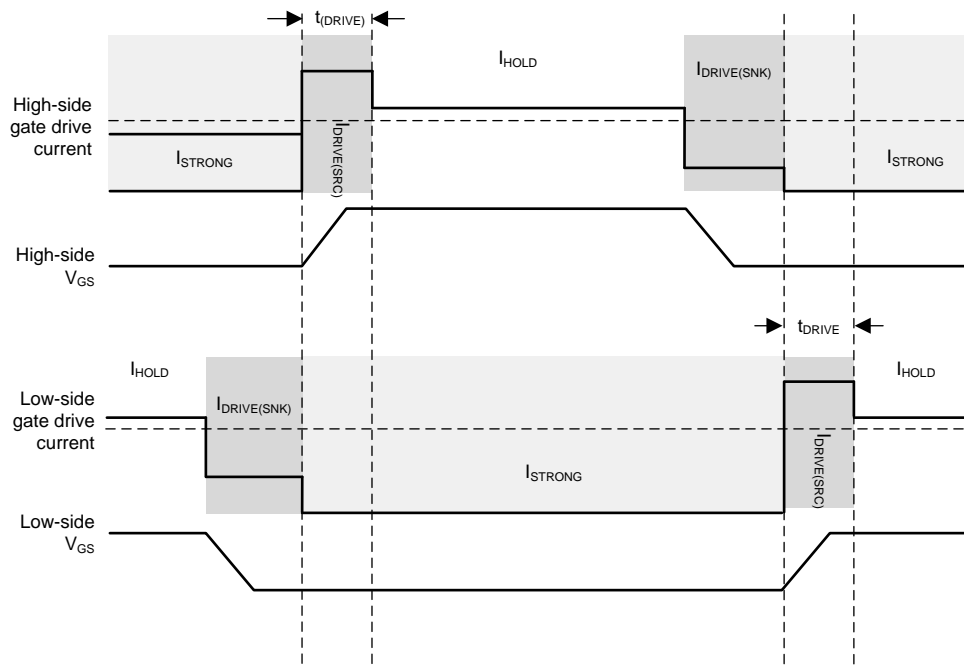 t(DRIVE)
IHOLD
IDRIVE(SNK)
High-side
gate drive
current
IDRIVE(SRC)
ISTRONG
ISTRONG
High-side
VGS
tDRIVE
IHOLD
IHOLD
IDRIVE(SNK)
Low-side
gate drive
current
IDRIVE(SRC)
ISTRONG
Low-side
VGS